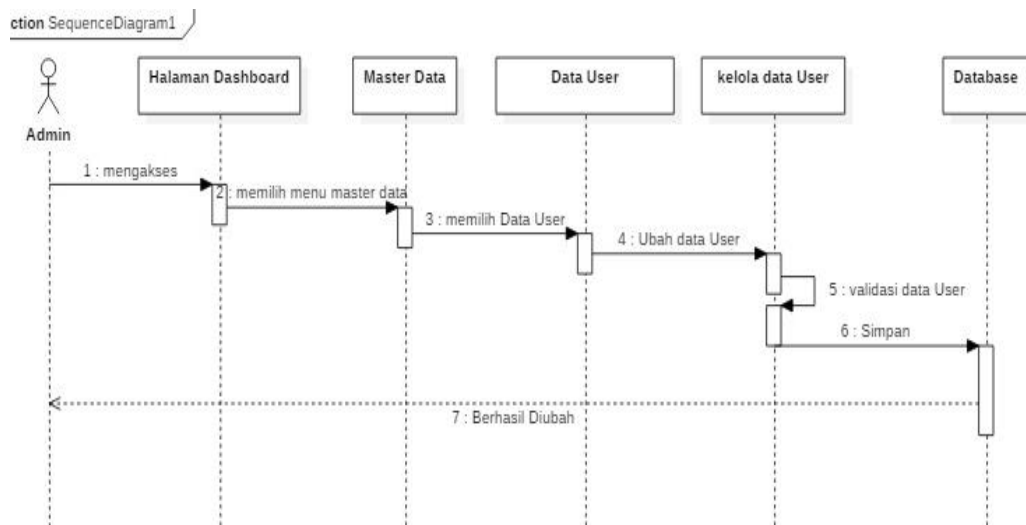 ction SequenceDiagram1
Halaman Dashboard
Master Data
Data User
kelola data User
Database
Admin
1 : mengakses
2 : memilih menu master data
3 : memilih Data User
4 : Ubah data User
5 : validasi data User
6 : Simpan
7 : Berhasil Diubah